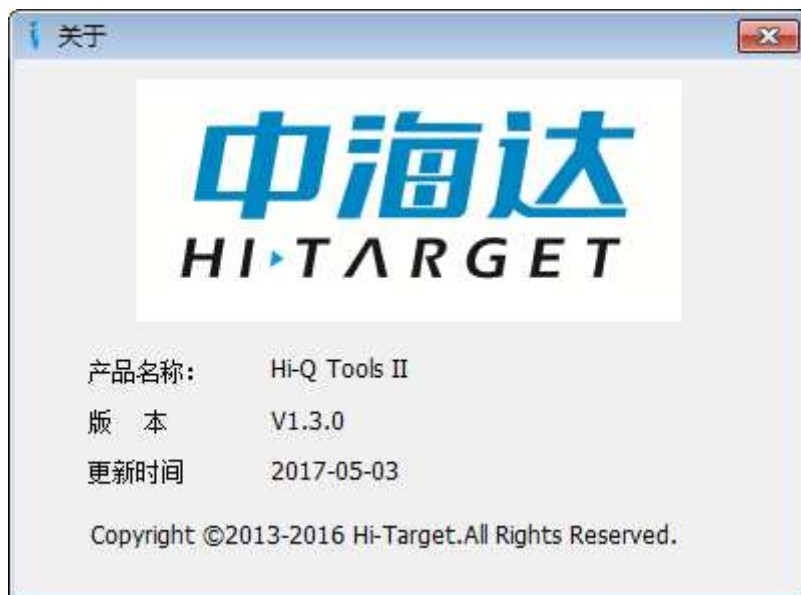 关于
中海达
HI-TARGET
产品名称： Hi-Q Tools II
版 本 V1.3.0
更新时间 2017-05-03
Copyright ©2013-2016 Hi-Target.All Rights Reserved.